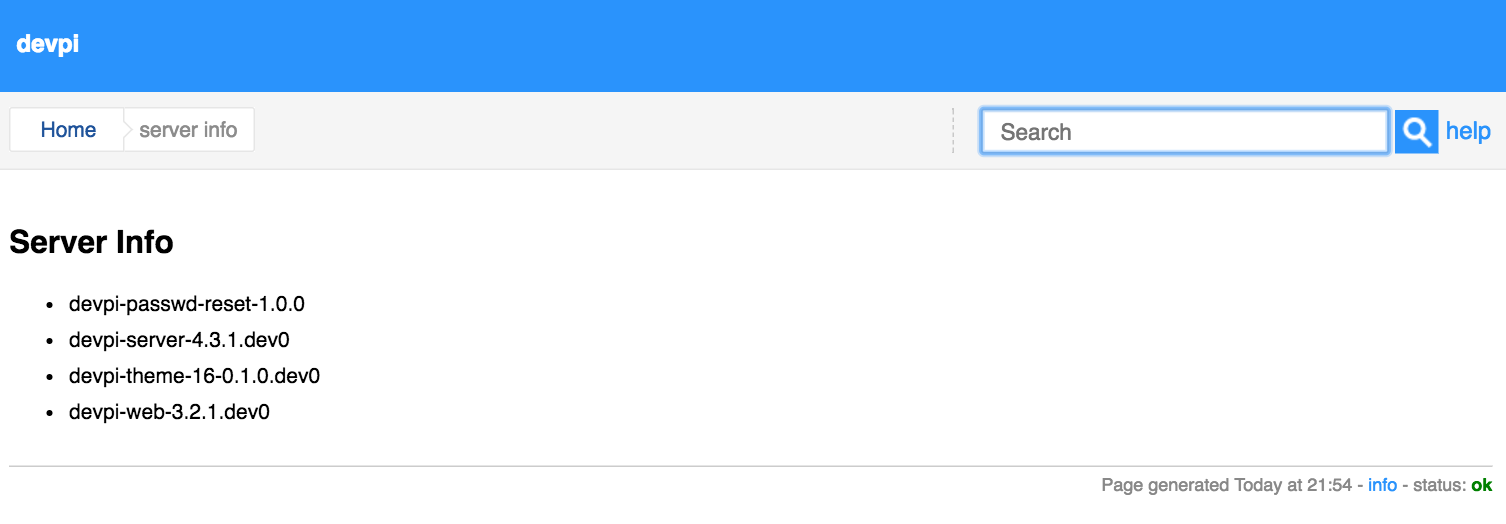 devpi
Home server info Search help
Server Info
• devpi-passwd-reset-1.0.0
• devpi-server-4.3.1.dev0
• devpi-theme-16-0.1.0.dev0
• devpi-web-3.2.1.dev0
Page generated Today at 21:54 - info - status: ok